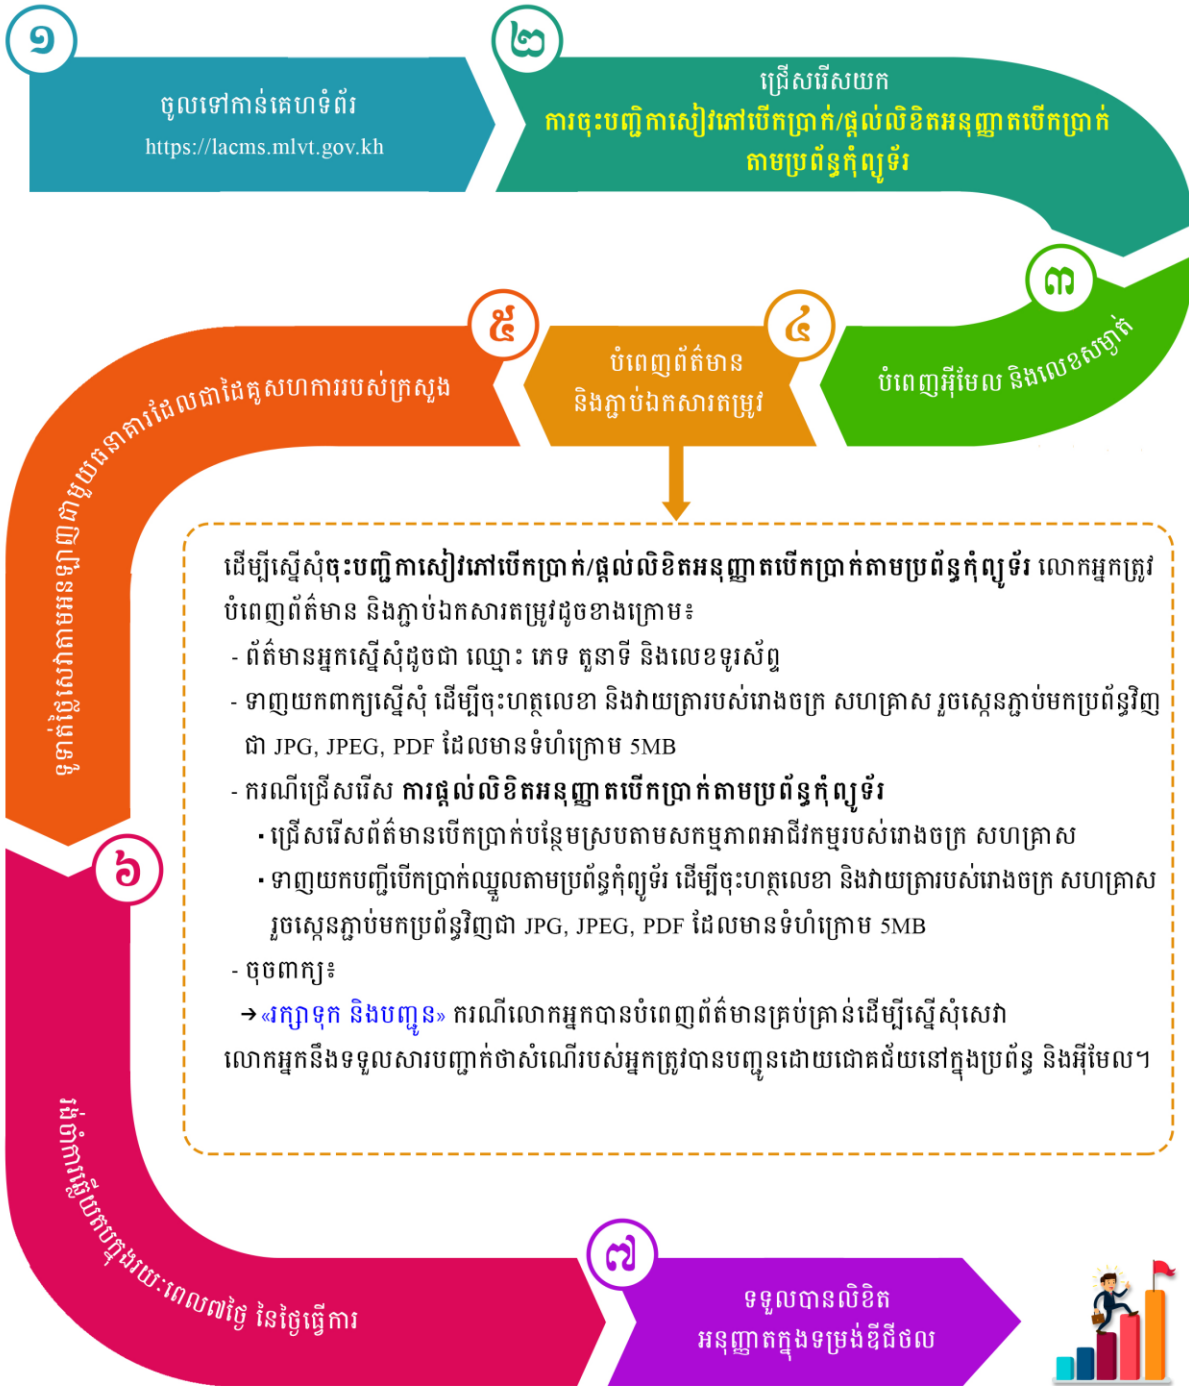 ១
ចូលទៅកាន់គេហទំព័រ
https://lacms.mlvt.gov.kh
២
ជ្រើសរើសយក
ការចុះបញ្ជិកាសៀវភៅបើកប្រាក់/ផ្តល់លិខិតអនុញ្ញាតបើកប្រាក់
តាមប្រព័ន្ធកុំព្យូទ័រ
៣
បំពេញអ៊ីមែល និងលេខសម្ងាត់
៤
បំពេញព័ត៌មាន
និងភ្ជាប់ឯកសារតម្រូវ
ដើម្បីស្នើសុំចុះបញ្ជិកាសៀវភៅបើកប្រាក់/ផ្តល់លិខិតអនុញ្ញាតបើកប្រាក់តាមប្រព័ន្ធកុំព្យូទ័រ លោកអ្នកត្រូវ
បំពេញព័ត៌មាន និងភ្ជាប់ឯកសារតម្រូវដូចខាងក្រោម៖
- ព័ត៌មានអ្នកស្នើសុំដូចជា ឈ្មោះ ភេទ តួនាទី និងលេខទូរស័ព្ទ
- ទាញយកពាក្យស្នើសុំ ដើម្បីចុះហត្ថលេខា និងវាយត្រារបស់រោងចក្រ សហគ្រាស រួចស្កេនភ្ជាប់មកប្រព័ន្ធវិញ
ជា JPG, JPEG, PDF ដែលមានទំហំក្រោម 5MB
- ករណីជ្រើសរើស ការផ្តល់លិខិតអនុញ្ញាតបើកប្រាក់តាមប្រព័ន្ធកុំព្យូទ័រ
▪ ជ្រើសរើសព័ត៌មានបើកប្រាក់បន្ថែមស្របតាមសកម្មភាពអាជីវកម្មរបស់រោងចក្រ សហគ្រាស
▪ ទាញយកបញ្ជីបើកប្រាក់ឈ្នួលតាមប្រព័ន្ធកុំព្យូទ័រ ដើម្បីចុះហត្ថលេខា និងវាយត្រារបស់រោងចក្រ សហគ្រាស
រួចស្កេនភ្ជាប់មកប្រព័ន្ធវិញជា JPG, JPEG, PDF ដែលមានទំហំក្រោម 5MB
- ចុចពាក្យ៖
→ «រក្សាទុក និងបញ្ជូន» ករណីលោកអ្នកបានបំពេញព័ត៌មានគ្រប់គ្រាន់ដើម្បីស្នើសុំសេវា
លោកអ្នកនឹងទទួលសារបញ្ជាក់ថាសំណើរបស់អ្នកត្រូវបានបញ្ជូនដោយជោគជ័យនៅក្នុងប្រព័ន្ធ និងអ៊ីមែល។
៥
ទូទាត់ថ្លៃសេវាតាមអនឡាញជាមួយធនាគារដែលជាដៃគូសហការរបស់ក្រសួង
៦
រង់ចាំការឆ្លើយតបក្នុងរយៈពេល៧ថ្ងៃ នៃថ្ងៃធ្វើការ
៧
ទទួលបានលិខិត
អនុញ្ញាតក្នុងទម្រង់ឌីជីថល